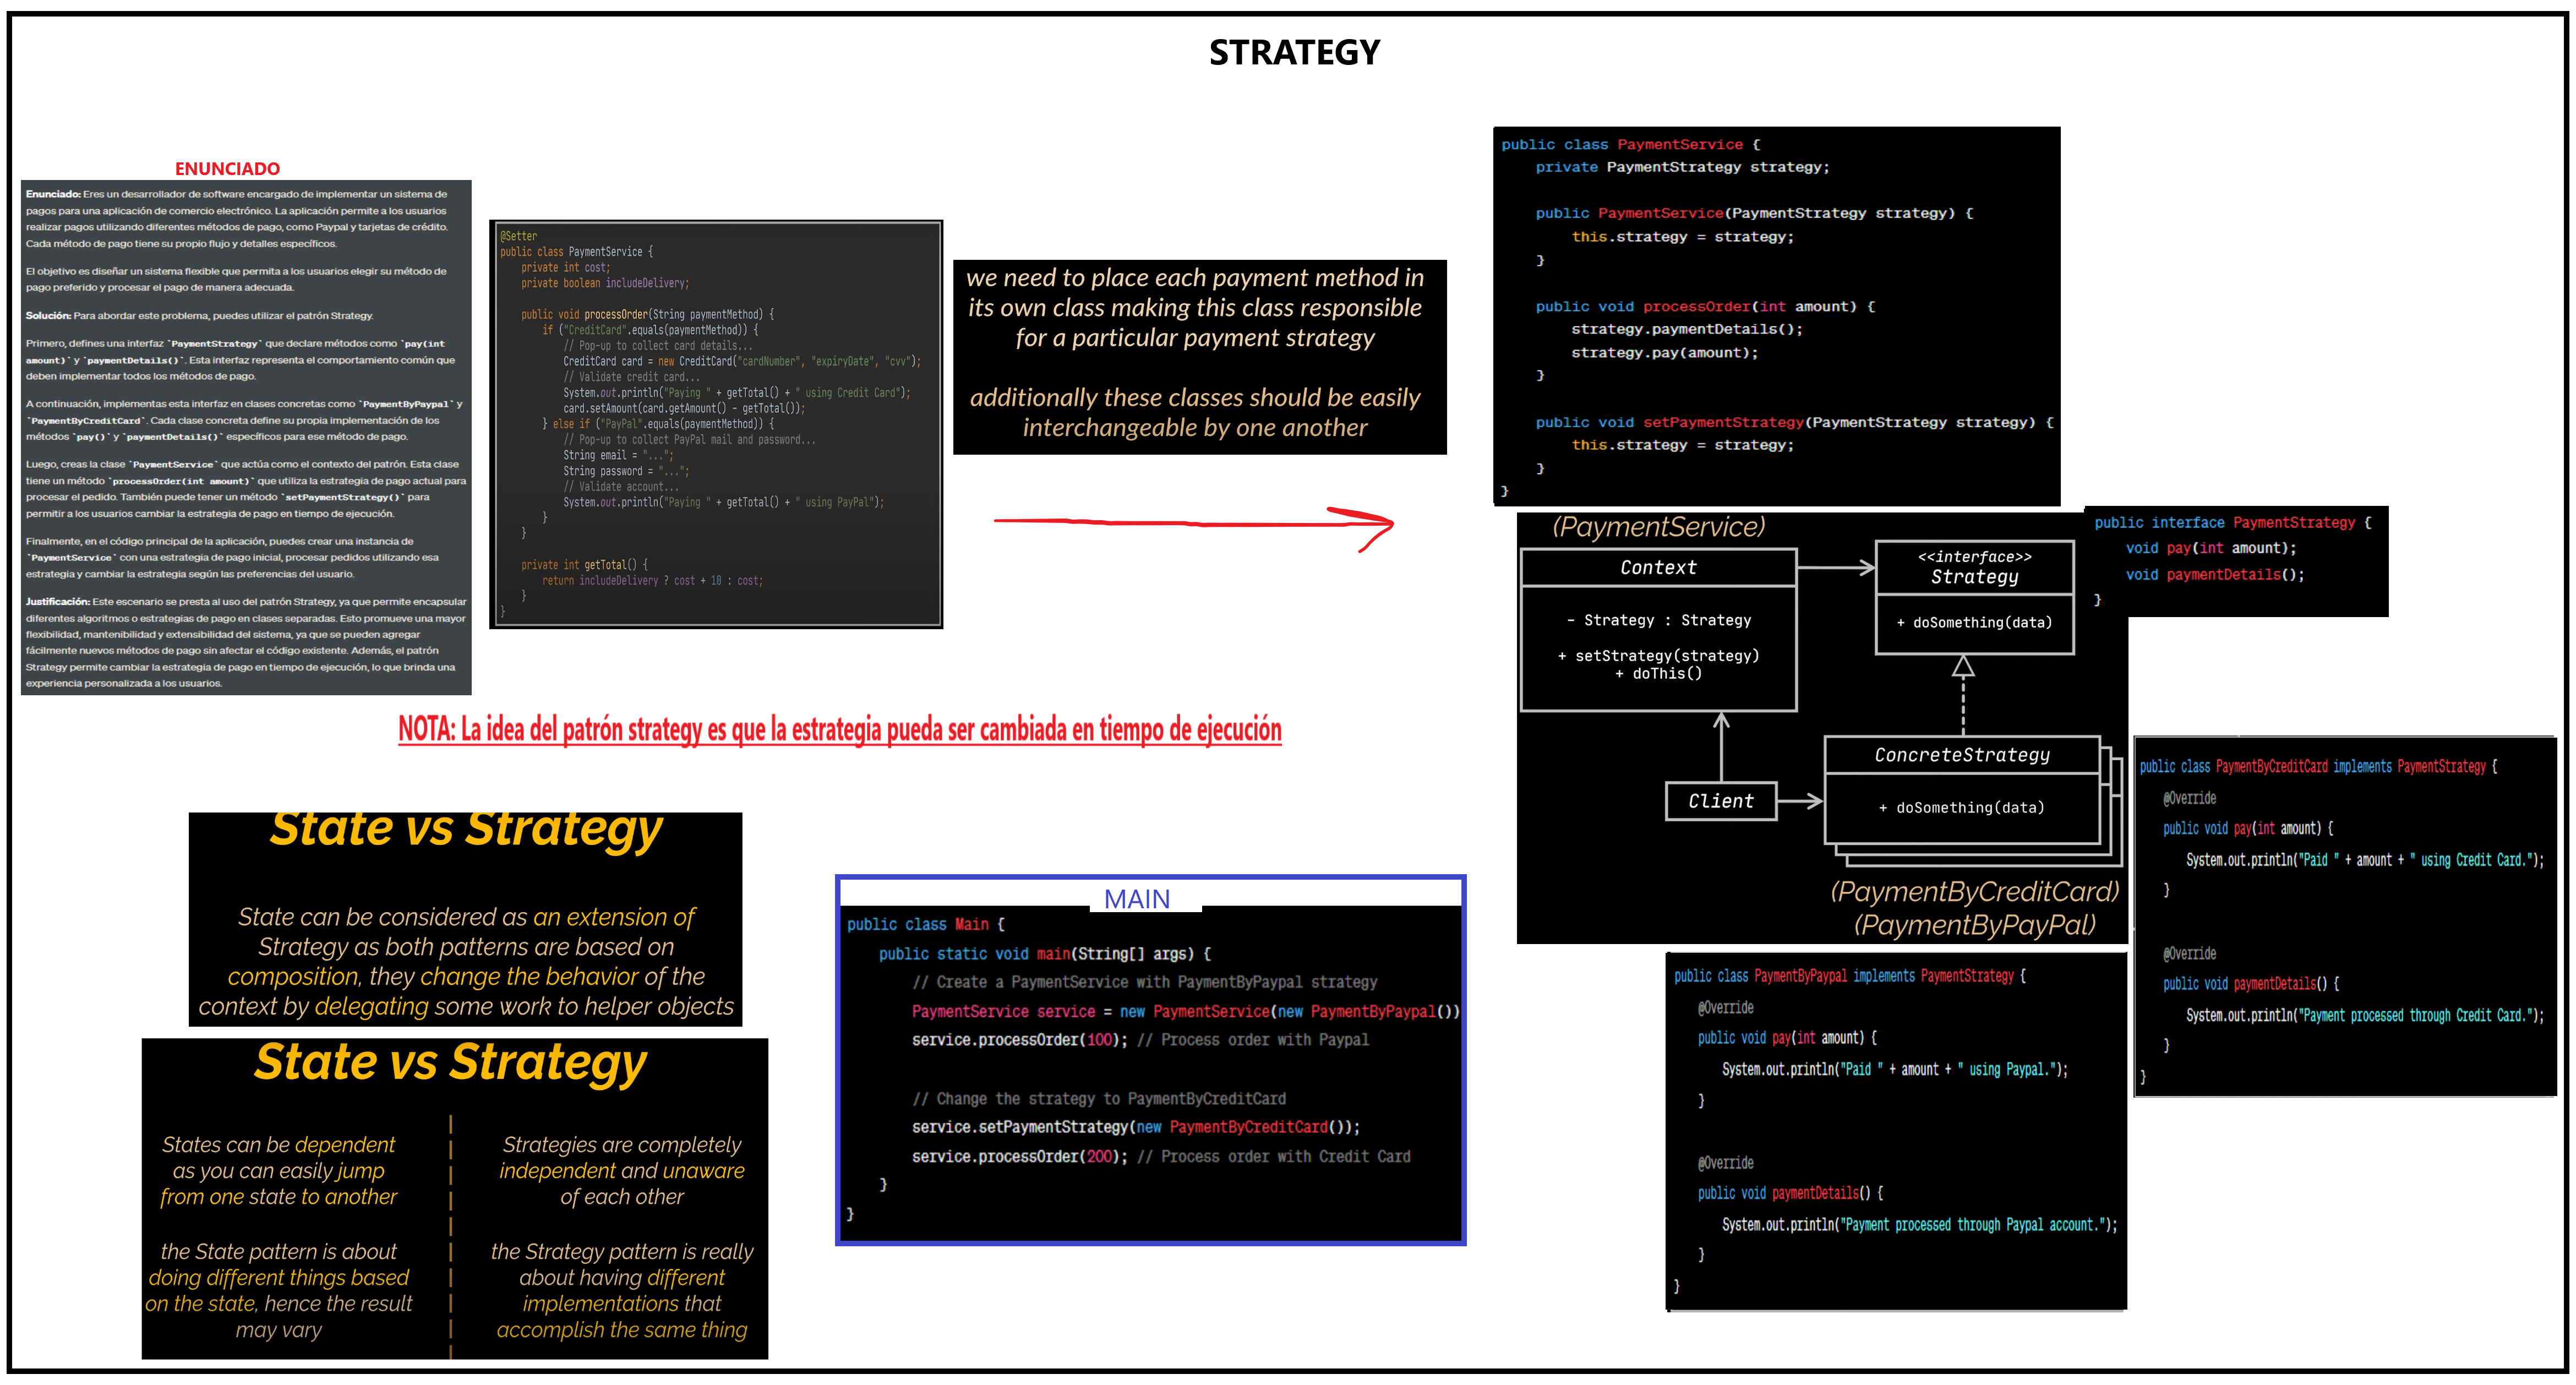 STRATEGY
ENUNCIADO
Enunciado: Eres un desarrollador de software encargado de implementar un sistema de
pagos para una aplicación de comercio electrónico. La aplicación permite a los usuarios
realizar pagos utilizando diferentes métodos de pago, como Paypal y tarjetas de crédito.
Cada método de pago tiene su propio flujo y detalles específicos.
El objetivo es diseñar un sistema flexible que permita a los usuarios elegir su método de
pago preferido y procesar el pago de manera adecuada.
Solución: Para abordar este problema, puedes utilizar el patrón Strategy.
Primero, defines una interfaz `PaymentStrategy` que declare métodos como `pay(int
amount)` y `paymentDetails()`. Esta interfaz representa el comportamiento común que
deben implementar todos los métodos de pago.
A continuación, implementas esta interfaz en clases concretas como `PaymentByPaypal` y
`PaymentByCreditCard`. Cada clase concreta define su propia implementación de los
métodos `pay()` y `paymentDetails()` específicos para ese método de pago.
Luego, creas la clase `PaymentService` que actúa como el contexto del patrón. Esta clase
tiene un método `processOrder(int amount)` que utiliza la estrategia de pago actual para
procesar el pedido. También puede tener un método `setPaymentStrategy()` para
permitir a los usuarios cambiar la estrategia de pago en tiempo de ejecución.
Finalmente, en el código principal de la aplicación, puedes crear una instancia de
`PaymentService` con una estrategia de pago inicial, procesar pedidos utilizando esa
estrategia y cambiar la estrategia según las preferencias del usuario.
Justificación: Este escenario se presta al uso del patrón Strategy, ya que permite encapsular
diferentes algoritmos o estrategias de pago en clases separadas. Esto promueve una mayor
flexibilidad, mantenibilidad y extensibilidad del sistema, ya que se pueden agregar
fácilmente nuevos métodos de pago sin afectar el código existente. Además, el patrón
Strategy permite cambiar la estrategia de pago en tiempo de ejecución, lo que brinda una
experiencia personalizada a los usuarios.
@Setter
public class PaymentService {
private int cost;
private boolean includeDelivery;
public void processOrder(String paymentMethod) {
if ("CreditCard".equals(paymentMethod)) {
// Pop-up to collect card details...
CreditCard card = new CreditCard("cardNumber", "expiryDate", "cvv");
// Validate credit card...
System.out.println("Paying " + getTotal() + " using Credit Card");
card.setAmount(card.getAmount() - getTotal());
} else if ("PayPal".equals(paymentMethod)) {
// Pop-up to collect PayPal mail and password...
String email = "...";
String password = "...";
// Validate account...
System.out.println("Paying " + getTotal() + " using PayPal");
}
}
private int getTotal() {
return includeDelivery ? cost + 10 : cost;
}
}
we need to place each payment method in
its own class making this class responsible
for a particular payment strategy
additionally these classes should be easily
interchangeable by one another
public class PaymentService {
private PaymentStrategy strategy;
public PaymentService(PaymentStrategy strategy) {
this.strategy = strategy;
}
public void processOrder(int amount) {
strategy.paymentDetails();
strategy.pay(amount);
}
public void setPaymentStrategy(PaymentStrategy strategy) {
this.strategy = strategy;
}
}
(PaymentService)
Context
- Strategy : Strategy
+ setStrategy(strategy)
+ doThis()
<<interface>>
Strategy
+ doSomething(data)
public interface PaymentStrategy {
void pay(int amount);
void paymentDetails();
}
Client
ConcreteStrategy
+ doSomething(data)
(PaymentByCreditCard)
(PaymentByPayPal)
public class PaymentByCreditCard implements PaymentStrategy {
@Override
public void pay(int amount) {
System.out.println("Paid " + amount + " using Credit Card.");
}
@Override
public void paymentDetails() {
System.out.println("Payment processed through Credit Card.");
}
}
public class PaymentByPaypal implements PaymentStrategy {
@Override
public void pay(int amount) {
System.out.println("Paid " + amount + " using Paypal.");
}
@Override
public void paymentDetails() {
System.out.println("Payment processed through Paypal account.");
}
}
NOTA: La idea del patrón strategy es que la estrategia pueda ser cambiada en tiempo de ejecución
State vs Strategy
State can be considered as an extension of
Strategy as both patterns are based on
composition, they change the behavior of the
context by delegating some work to helper objects
State vs Strategy
States can be dependent
as you can easily jump
from one state to another
the State pattern is about
doing different things based
on the state, hence the result
may vary
Strategies are completely
independent and unaware
of each other
the Strategy pattern is really
about having different
implementations that
accomplish the same thing
MAIN
public class Main {
public static void main(String[] args) {
// Create a PaymentService with PaymentByPaypal strategy
PaymentService service = new PaymentService(new PaymentByPaypal())
service.processOrder(100); // Process order with Paypal
// Change the strategy to PaymentByCreditCard
service.setPaymentStrategy(new PaymentByCreditCard());
service.processOrder(200); // Process order with Credit Card
}
}